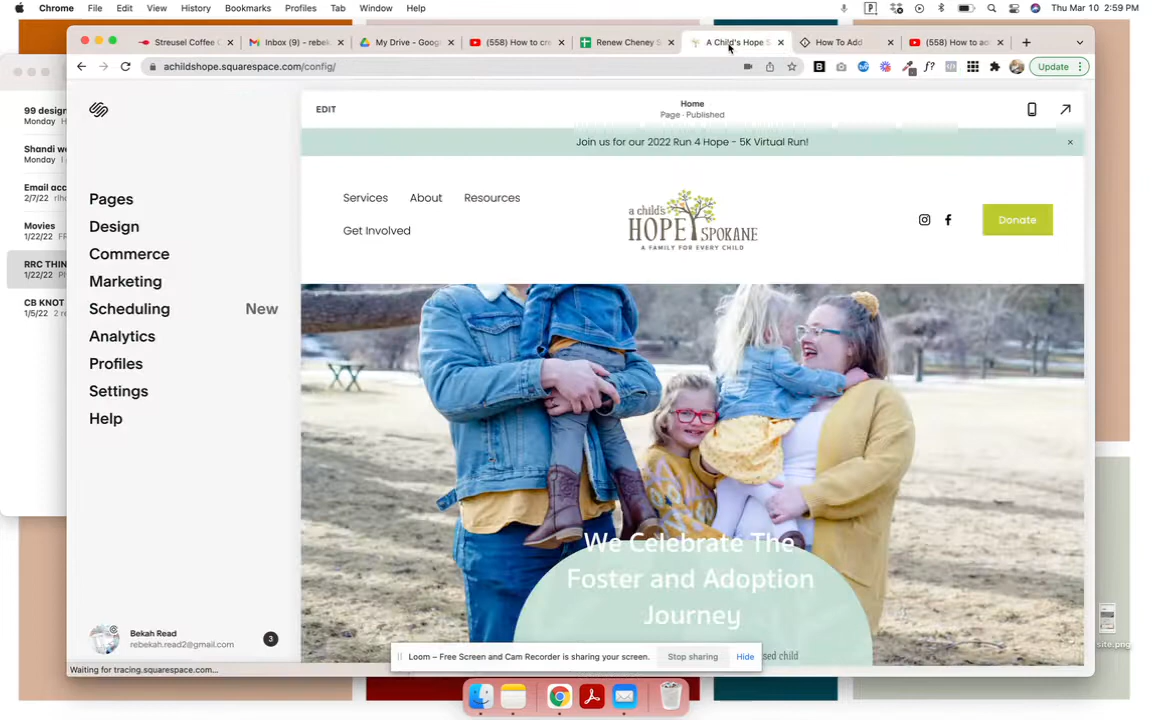 Chrome File Edit View History Bookmarks Profiles Tab Window Help Thu Mar 10 2:59 PM
Streusel Coffee C Inbox (9) - rebek My Drive - Goog (558) How to cre Renew Cheney S A Child's Hope S How To Add (558) How to ad
achildshope.squarespace.com/config/ Update
99 design
Monday
Shandi we
Monday
Email acc
2/7/22
Movies
1/22/22
RRC THIN
1/22/22
CB KNOT
1/5/22 2 re
EDIT
Home
Page · Published
Join us for our 2022 Run 4 Hope - 5K Virtual Run!
Pages
Design
Commerce
Marketing
Scheduling New
Analytics
Profiles
Settings
Help
Services About Resources
Get Involved
a child's
HOPE SPOKANE
A FAMILY FOR EVERY CHILD
Donate
We Celebrate The
Foster and Adoption
Journey
sed child
Bekah Read
rebekah.read2@gmail.com
3
Loom – Free Screen and Cam Recorder is sharing your screen. Stop sharing Hide
Waiting for tracing.squarespace.com...
site.png